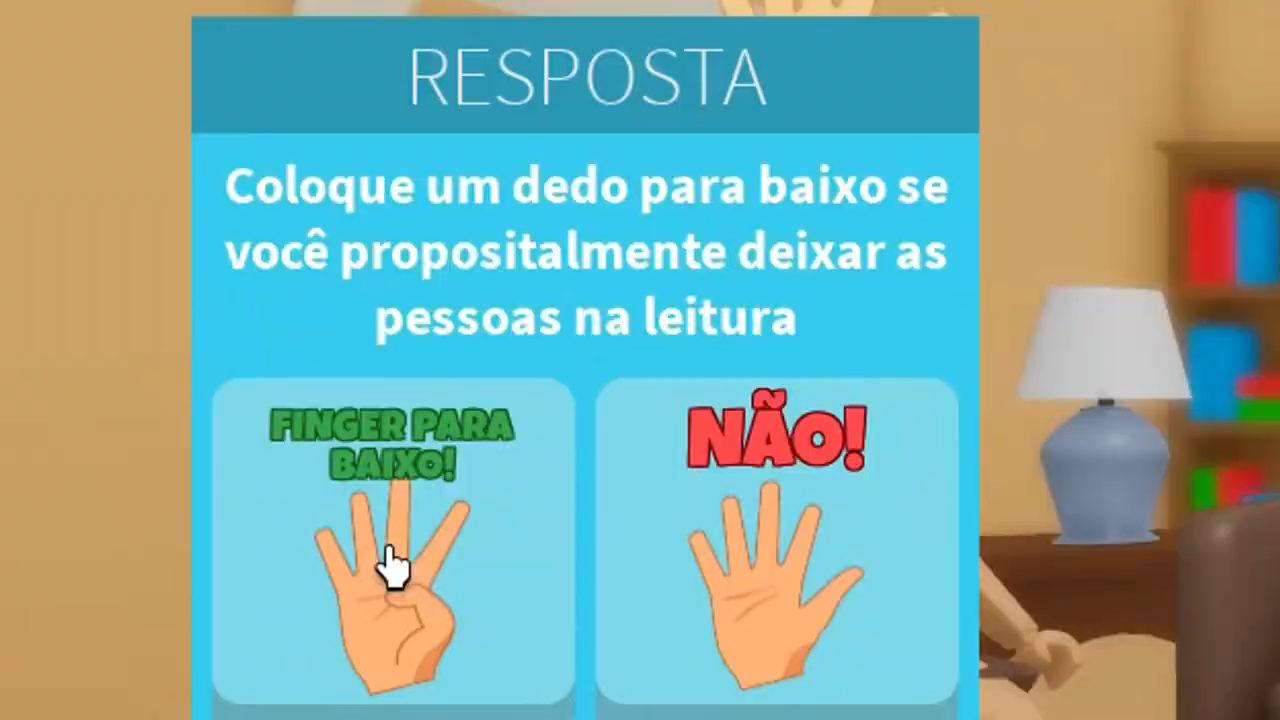 RESPOSTA
Coloque um dedo para baixo se
você propositalmente deixar as
pessoas na leitura
FINGER PARA
BAIXO!
NÃO!